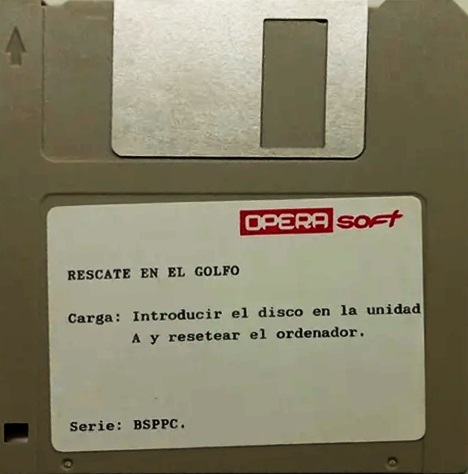 OPERA soft
RESCATE EN EL GOLFO
Carga: Introducir el disco en la unidad
A y resetear el ordenador.
Serie: BSPPC.